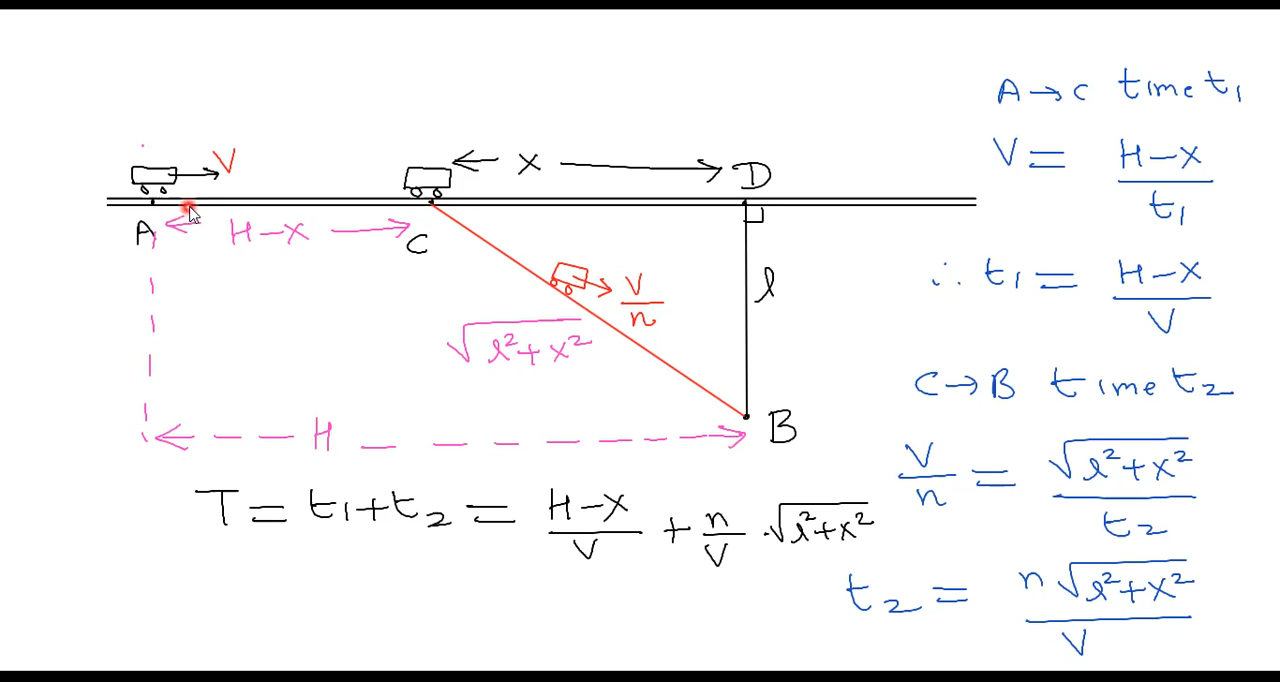 A → C time t₁
V = (H-x)/t₁
∴ t₁ = (H-x)/V
C → B time t₂
V/n = √(l²+x²)/t₂
t₂ = n√(l²+x²)/V
V
x
D
A
H-x
C
V/n
l
√(l²+x²)
H
B
T = t₁+t₂ = (H-x)/V + n/V . √(l²+x²)